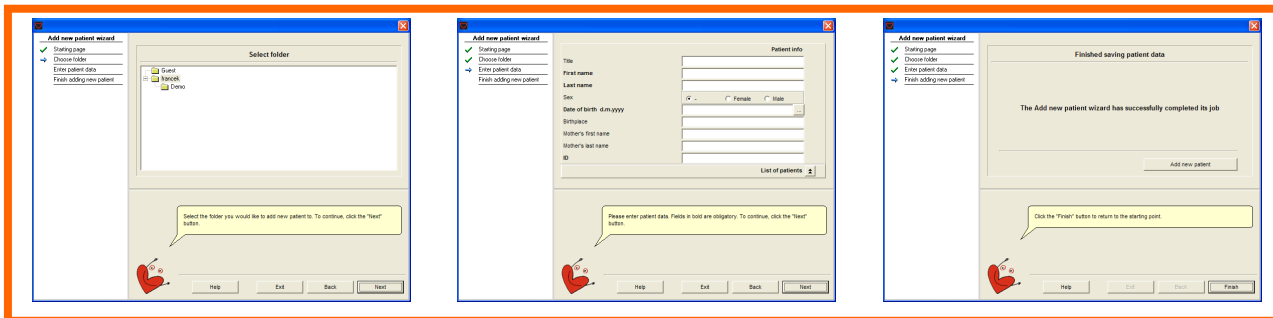 Add new patient wizard
Starting page
Choose folder
Enter patient data
Finish adding new patient
Select folder
Guest
francek
Demo
Select the folder you would like to add new patient to. To continue, click the "Next"
button.
Help Exit Back Next
Add new patient wizard
Starting page
Choose folder
Enter patient data
Finish adding new patient
Patient info
Title
First name
Last name
Sex - Female Male
Date of birth d.m.yyyy ...
Birthplace
Mother's first name
Mother's last name
ID
List of patients
Please enter patient data. Fields in bold are obligatory. To continue, click the "Next"
button.
Help Exit Back Next
Add new patient wizard
Starting page
Choose folder
Enter patient data
Finish adding new patient
Finished saving patient data
The Add new patient wizard has successfully completed its job
Add new patient
Click the "Finish" button to return to the starting point.
Help Exit Back Finish